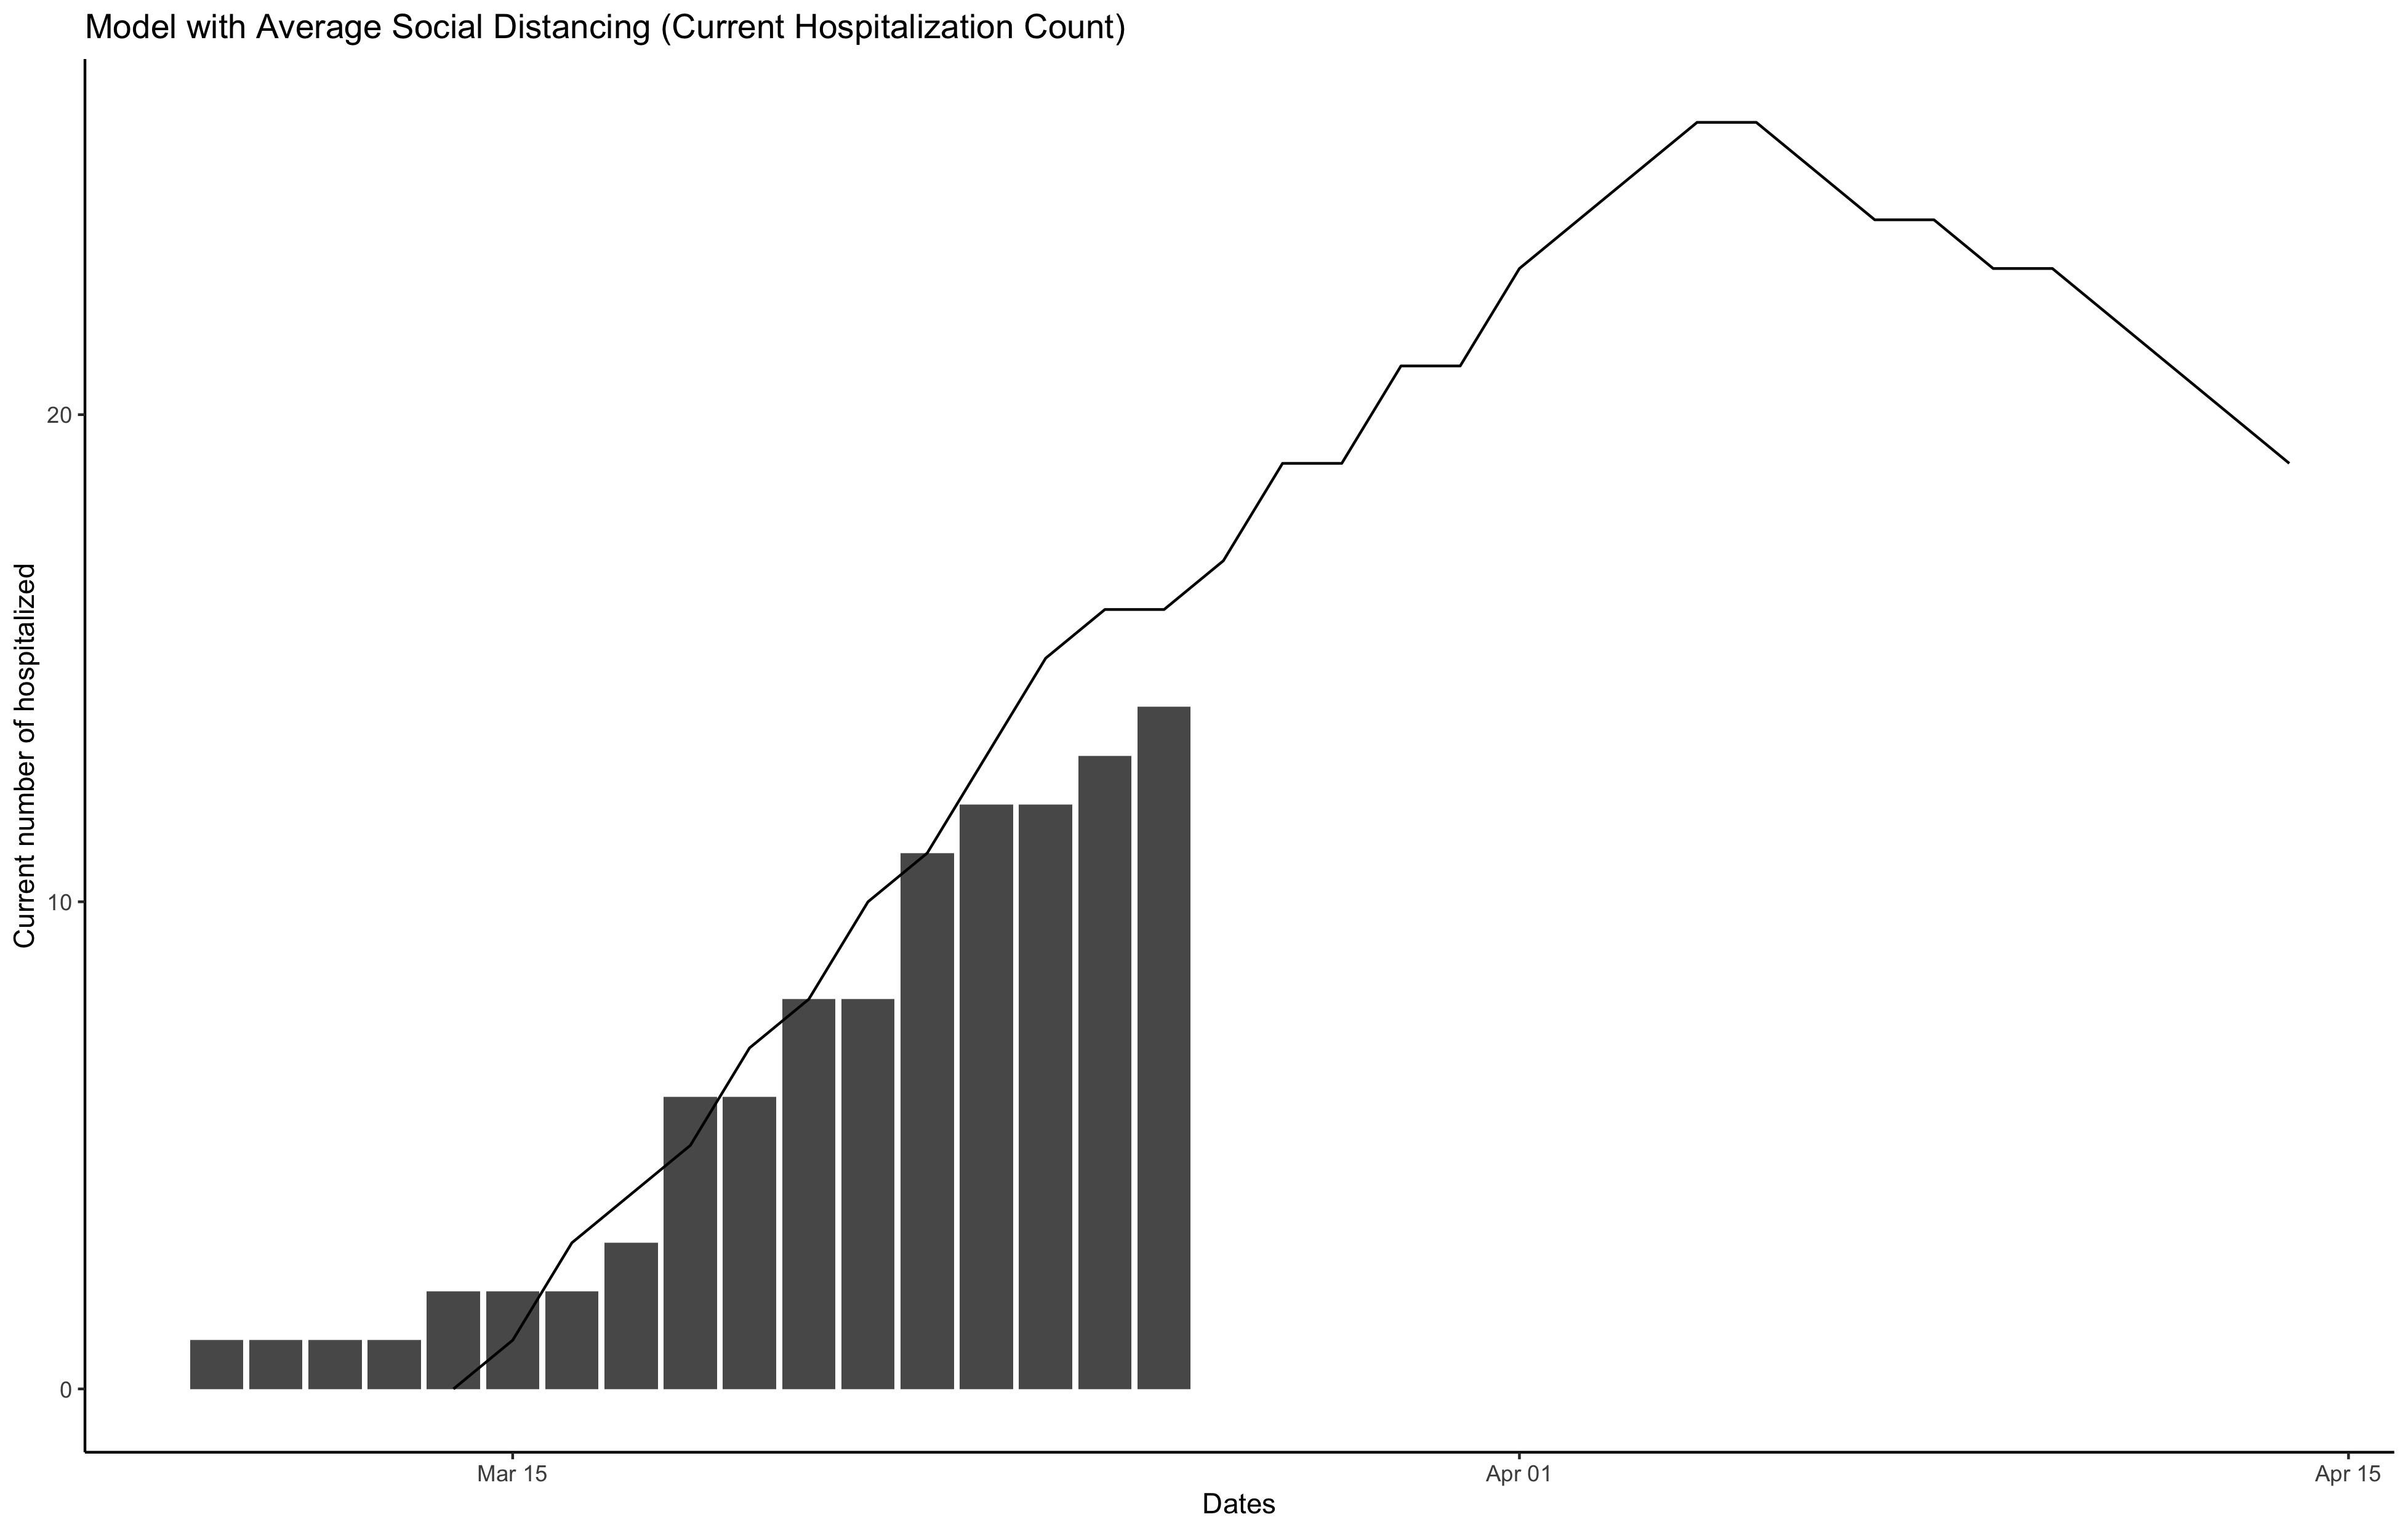 Model with Average Social Distancing (Current Hospitalization Count)
Current number of hospitalized
20
10
0
Mar 15
Apr 01
Apr 15
Dates